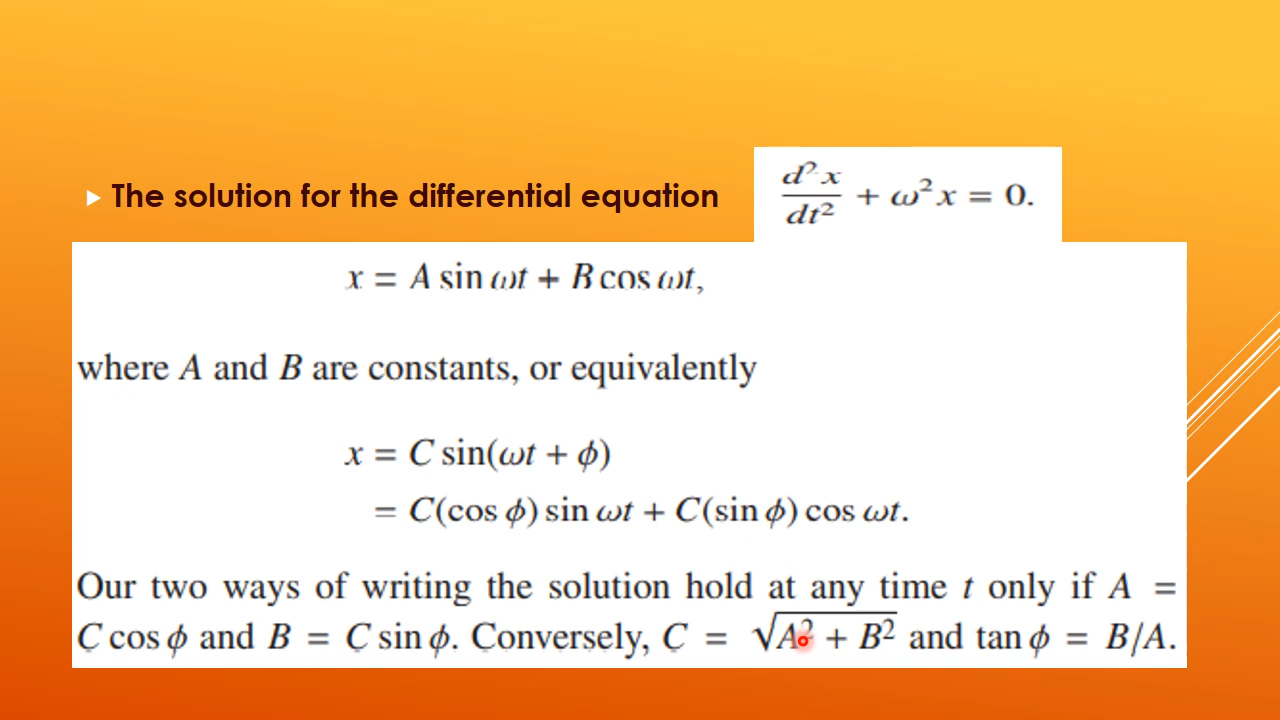 The solution for the differential equation d²x/dt² + ω²x = 0.
x = A sin ωt + B cos ωt,
where A and B are constants, or equivalently
x = C sin(ωt + ϕ)
= C(cos ϕ) sin ωt + C(sin ϕ) cos ωt.
Our two ways of writing the solution hold at any time t only if A =
C cos ϕ and B = C sin ϕ. Conversely, C = √(A² + B²) and tan ϕ = B/A.